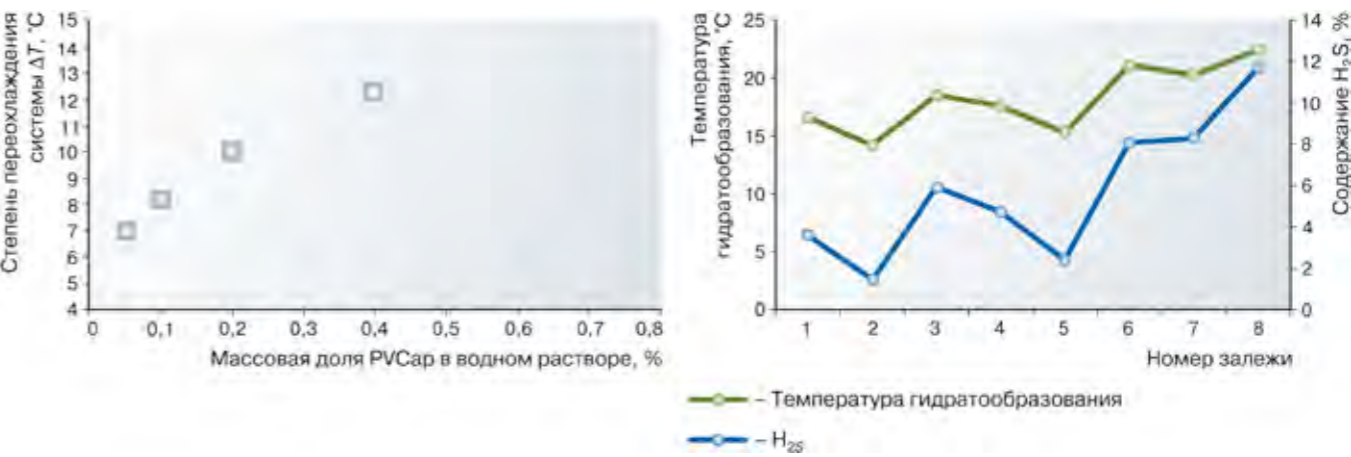 Степень переохлаждения
системы ΔT, °C
15
14
13
12
11
10
9
8
7
6
5
4
0 0,1 0,2 0,3 0,4 0,5 0,6 0,7 0,8
Массовая доля PVCap в водном растворе, %
Температура
гидратообразования, °C
25
20
15
10
5
0
14
12
10
8
6
4
2
0
Содержание H₂S, %
1 2 3 4 5 6 7 8
Номер залежи
– Температура гидратообразования
– H₂S